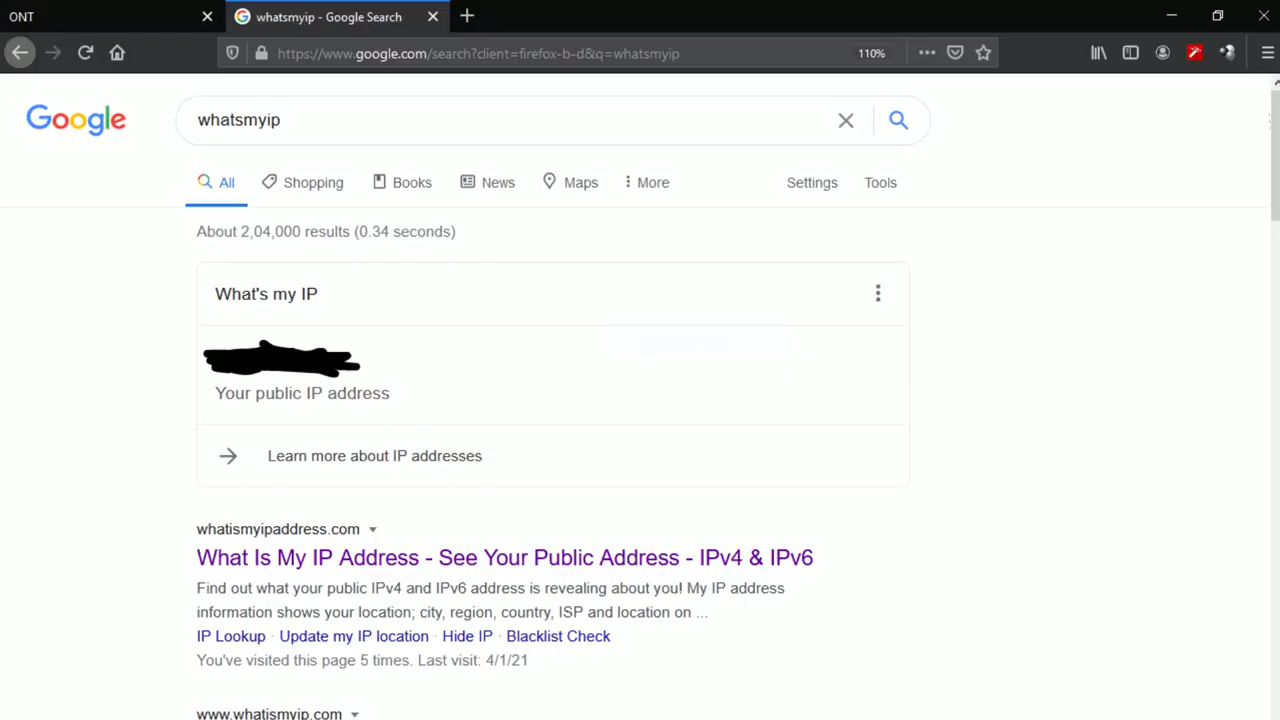 ONT
whatsmyip - Google Search
https://www.google.com/search?client=firefox-b-d&q=whatsmyip
110%
Google
whatsmyip
All
Shopping
Books
News
Maps
More
Settings
Tools
About 2,04,000 results (0.34 seconds)
What's my IP
Your public IP address
Learn more about IP addresses
whatismyipaddress.com
What Is My IP Address - See Your Public Address - IPv4 & IPv6
Find out what your public IPv4 and IPv6 address is revealing about you! My IP address
information shows your location; city, region, country, ISP and location on ...
IP Lookup · Update my IP location · Hide IP · Blacklist Check
You've visited this page 5 times. Last visit: 4/1/21
www.whatismyip.com